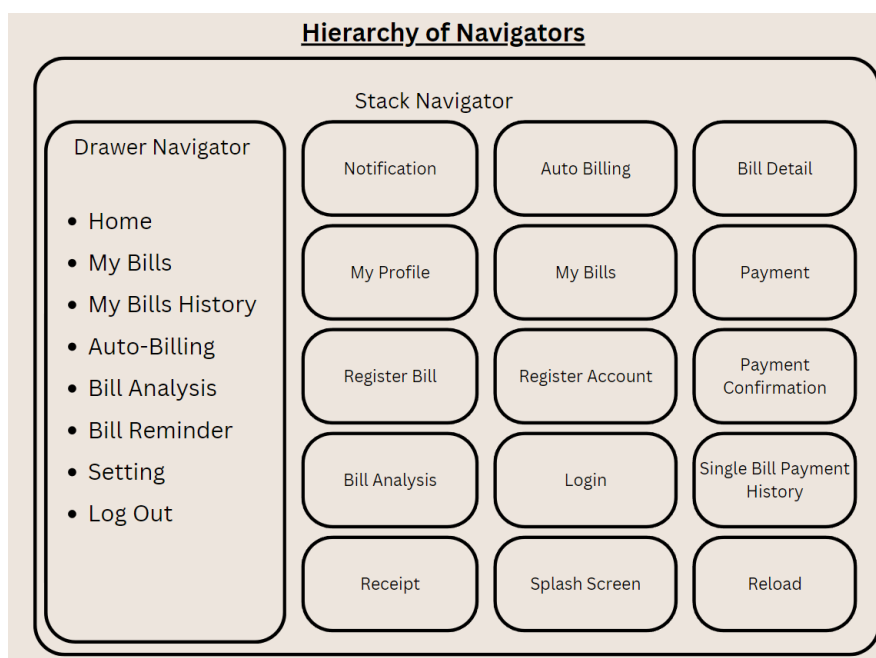 Hierarchy of Navigators
Stack Navigator
Drawer Navigator
• Home
• My Bills
• My Bills History
• Auto-Billing
• Bill Analysis
• Bill Reminder
• Setting
• Log Out
Notification
Auto Billing
Bill Detail
My Profile
My Bills
Payment
Register Bill
Register Account
Payment
Confirmation
Bill Analysis
Login
Single Bill Payment
History
Receipt
Splash Screen
Reload